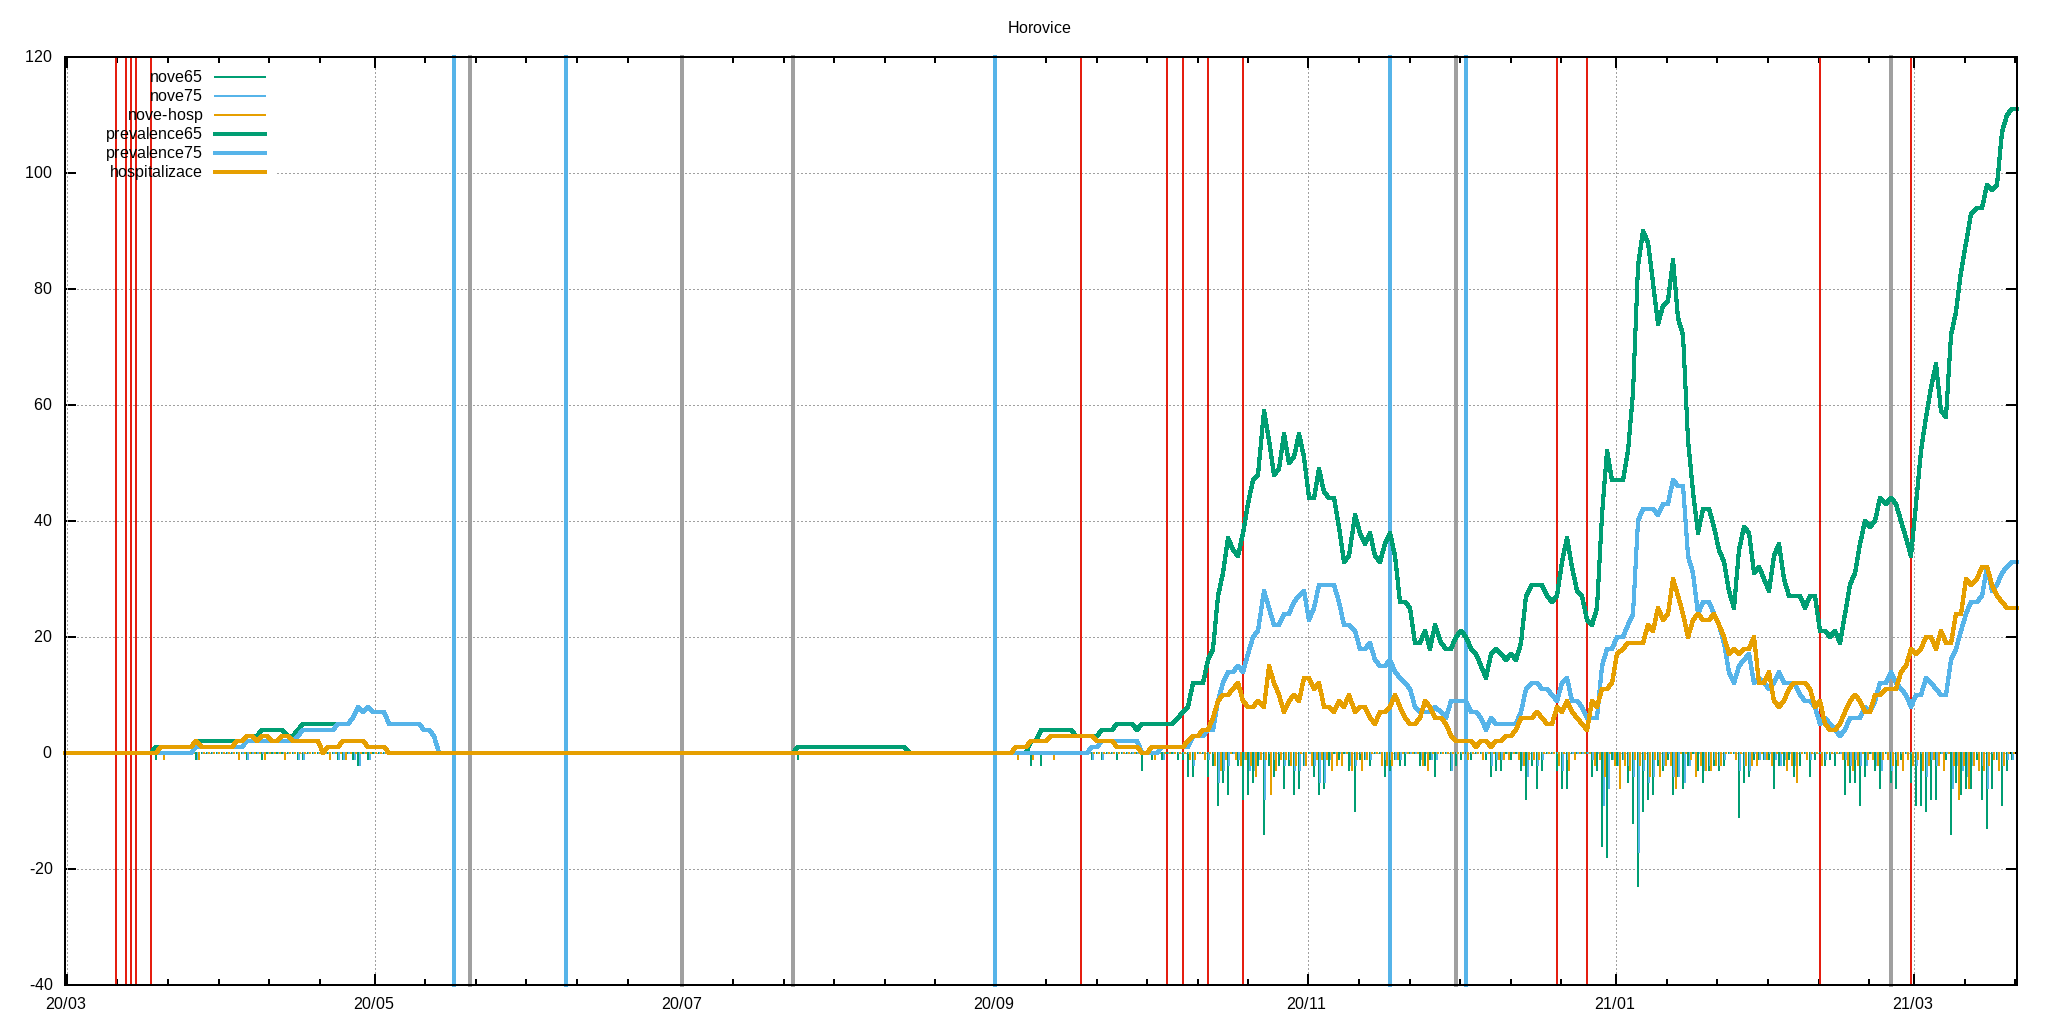 Horovice
120
nove65
nove75
nove-hosp
prevalence65
prevalence75
hospitalizace
100
80
60
40
20
0
-20
-40
20/03 20/05 20/07 20/09 20/11 21/01 21/03